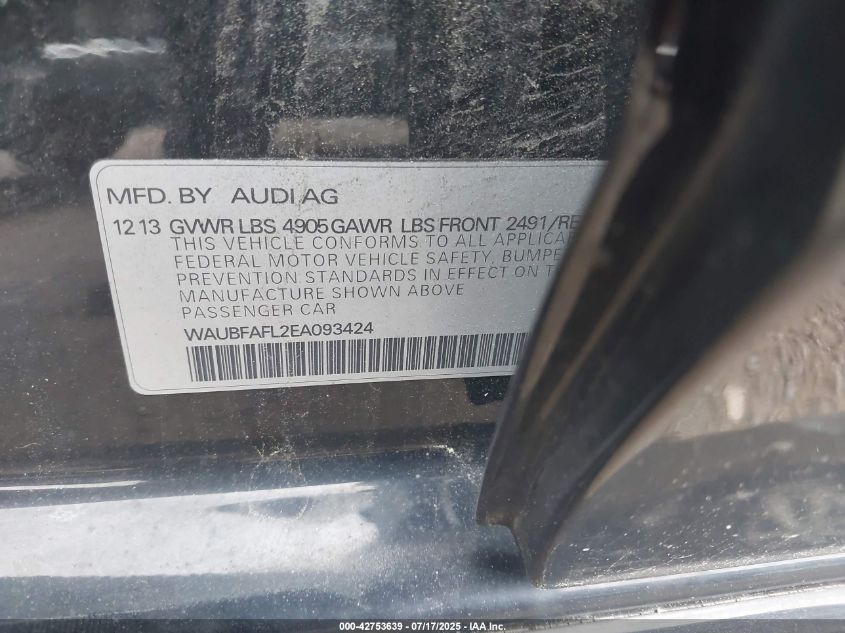 MFD. BY AUDI AG
12 13 GVWR LBS 4905 GAWR LBS FRONT 2491/RE
THIS VEHICLE CONFORMS TO ALL APPLICA
FEDERAL MOTOR VEHICLE SAFETY, BUMPE
PREVENTION STANDARDS IN EFFECT ON T
MANUFACTURE SHOWN ABOVE
PASSENGER CAR
WAUBFAFL2EA093424
000-42753639 - 07/17/2025 - IAA Inc.